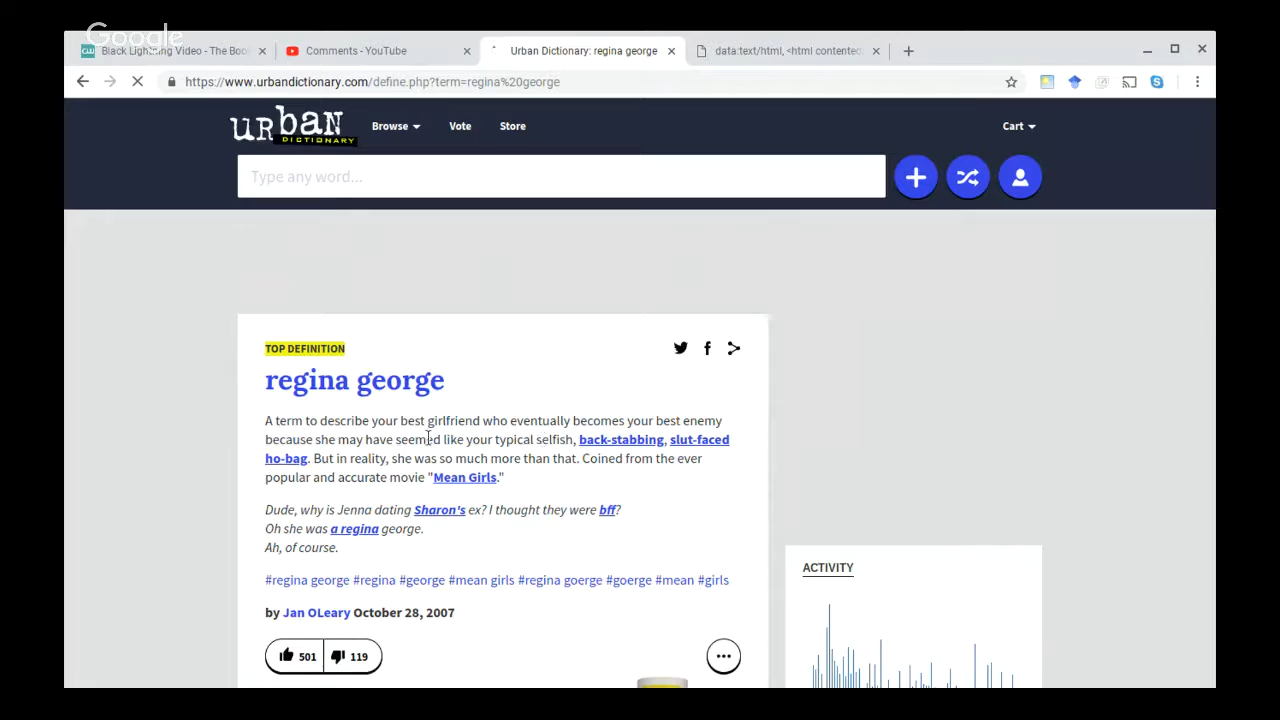 Google
Black Lightning Video - The Boo
Comments - YouTube
Urban Dictionary: regina george
data:text/html, <html contented
https://www.urbandictionary.com/define.php?term=regina%20george
urban
DICTIONARY
Browse
Vote
Store
Cart
Type any word...
TOP DEFINITION
regina george
A term to describe your best girlfriend who eventually becomes your best enemy
because she may have seemed like your typical selfish, back-stabbing, slut-faced
ho-bag. But in reality, she was so much more than that. Coined from the ever
popular and accurate movie "Mean Girls."
Dude, why is Jenna dating Sharon's ex? I thought they were bff?
Oh she was a regina george.
Ah, of course.
#regina george #regina #george #mean girls #regina goerge #goerge #mean #girls
by Jan OLeary October 28, 2007
501
119
ACTIVITY